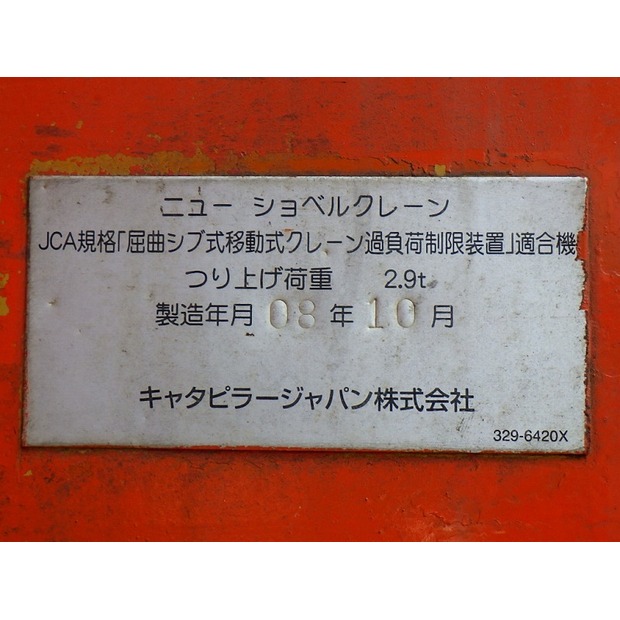 ニュー ショベルクレーン
JCA規格「屈曲ジブ式移動式クレーン過負荷制限装置」適合機
つり上げ荷重 2.9t
製造年月 08 年 10 月
キャタピラージャパン株式会社
329-6420X